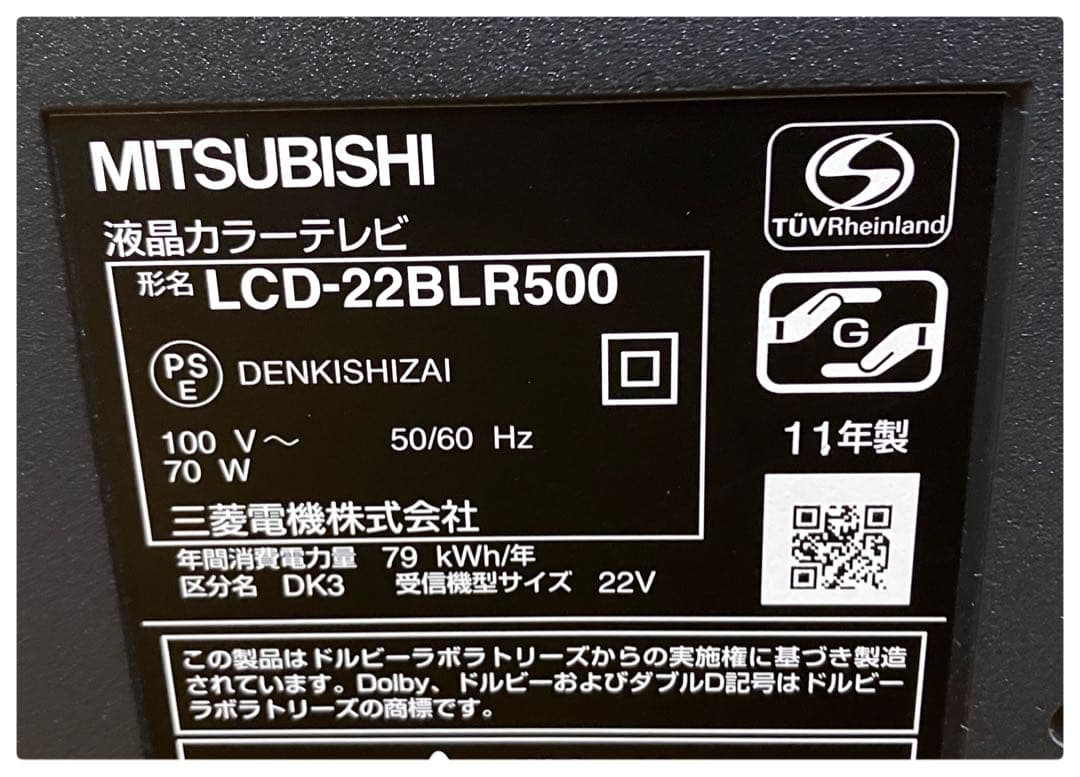 MITSUBISHI
液晶カラーテレビ
形名 LCD-22BLR500
PSE DENKISHIZAI
100 V〜 50/60 Hz
70 W
三菱電機株式会社
年間消費電力量 79 kWh/年
区分名 DK3 受信機型サイズ 22V
TÜVRheinland
G
11年製
この製品はドルビーラボラトリーズからの実施権に基づき製造
されています。Dolby、ドルビーおよびダブルD記号はドルビー
ラボラトリーズの商標です。